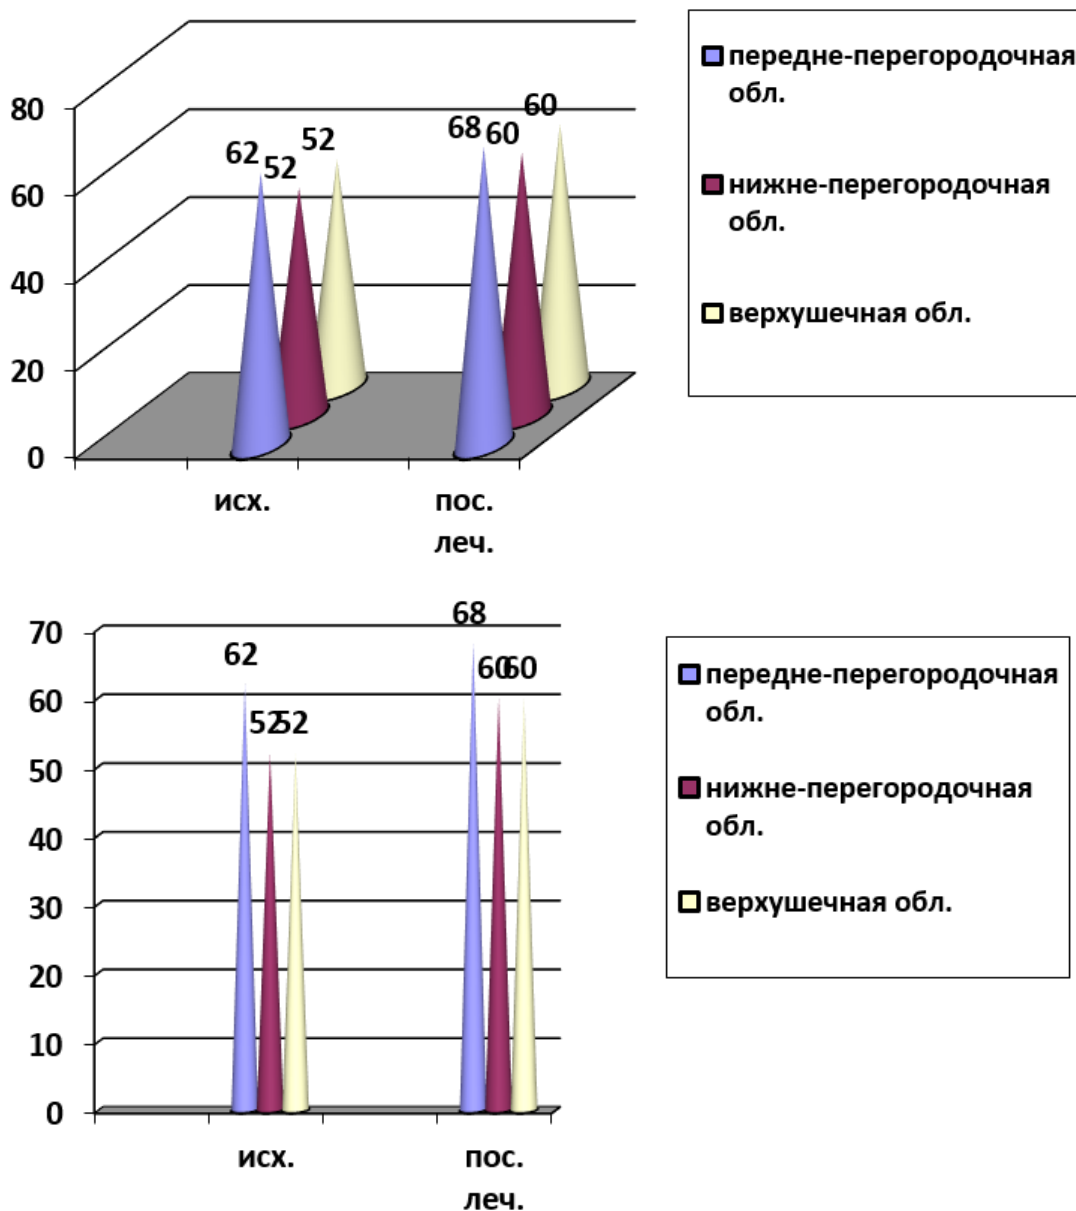 80
60
40
20
0
62
52
52
68
60
60
исх.
пос.
леч.
передне-перегородочная
обл.
нижне-перегородочная
обл.
верхушечная обл.
70
60
50
40
30
20
10
0
62
52
52
68
60
60
исх.
пос.
леч.
передне-перегородочная
обл.
нижне-перегородочная
обл.
верхушечная обл.